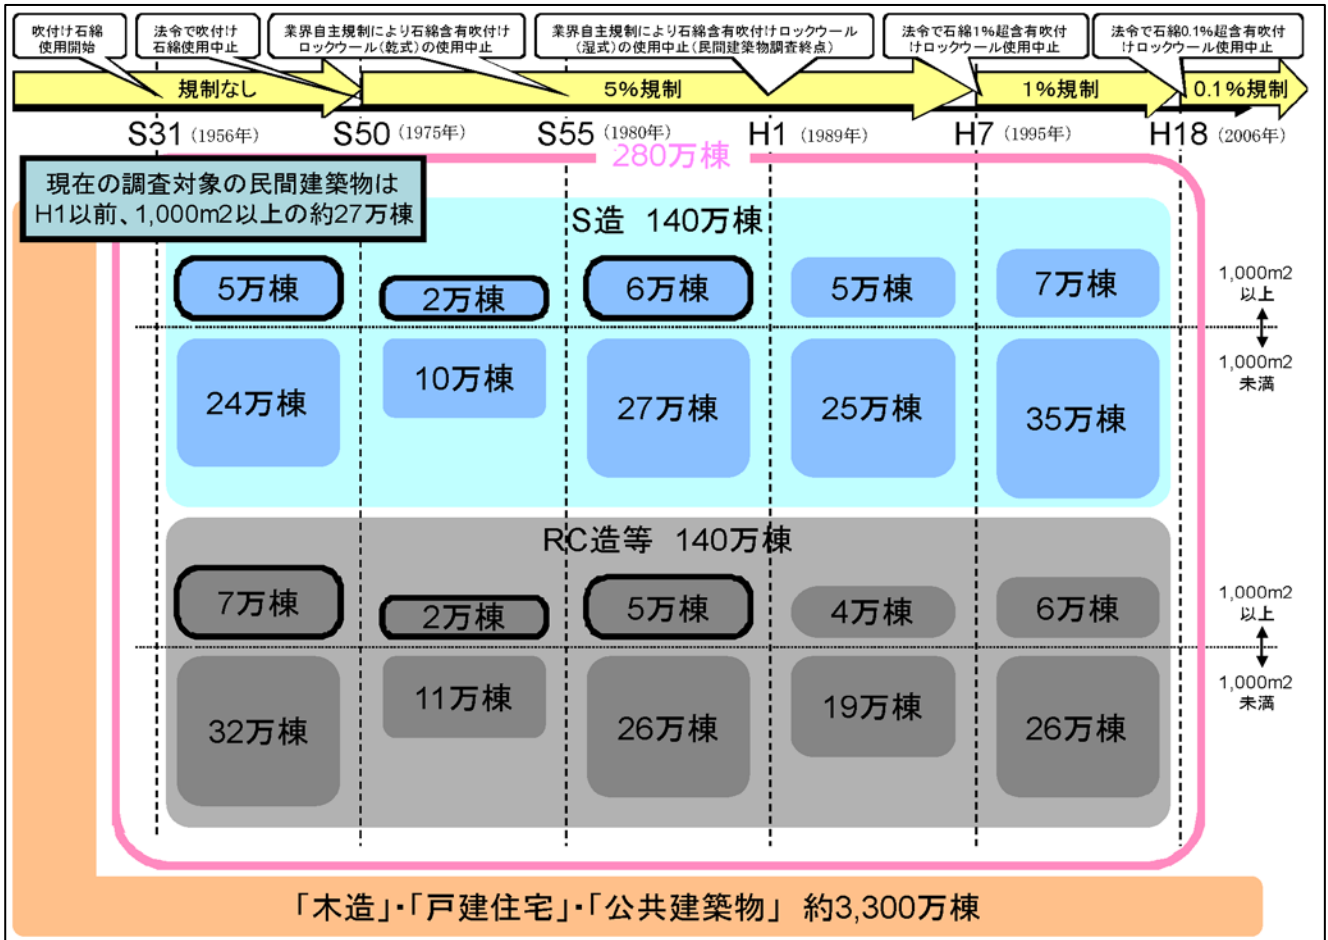 吹付け石綿
使用開始
法令で吹付け
石綿使用中止
業界自主規制により石綿含有吹付け
ロックウール(乾式)の使用中止
業界自主規制により石綿含有吹付けロックウール
(湿式)の使用中止(民間建築物調査終点)
法令で石綿1%超含有吹付
けロックウール使用中止
法令で石綿0.1%超含有吹付
けロックウール使用中止
規制なし
5%規制
1%規制
0.1%規制
S31(1956年)
S50(1975年)
S55(1980年)
H1(1989年)
H7(1995年)
H18(2006年)
280万棟
現在の調査対象の民間建築物は
H1以前、1,000m2以上の約27万棟
S造 140万棟
5万棟
2万棟
6万棟
5万棟
7万棟
1,000m2
以上
24万棟
10万棟
27万棟
25万棟
35万棟
1,000m2
未満
RC造等 140万棟
7万棟
2万棟
5万棟
4万棟
6万棟
1,000m2
以上
32万棟
11万棟
26万棟
19万棟
26万棟
1,000m2
未満
「木造」・「戸建住宅」・「公共建築物」 約3,300万棟